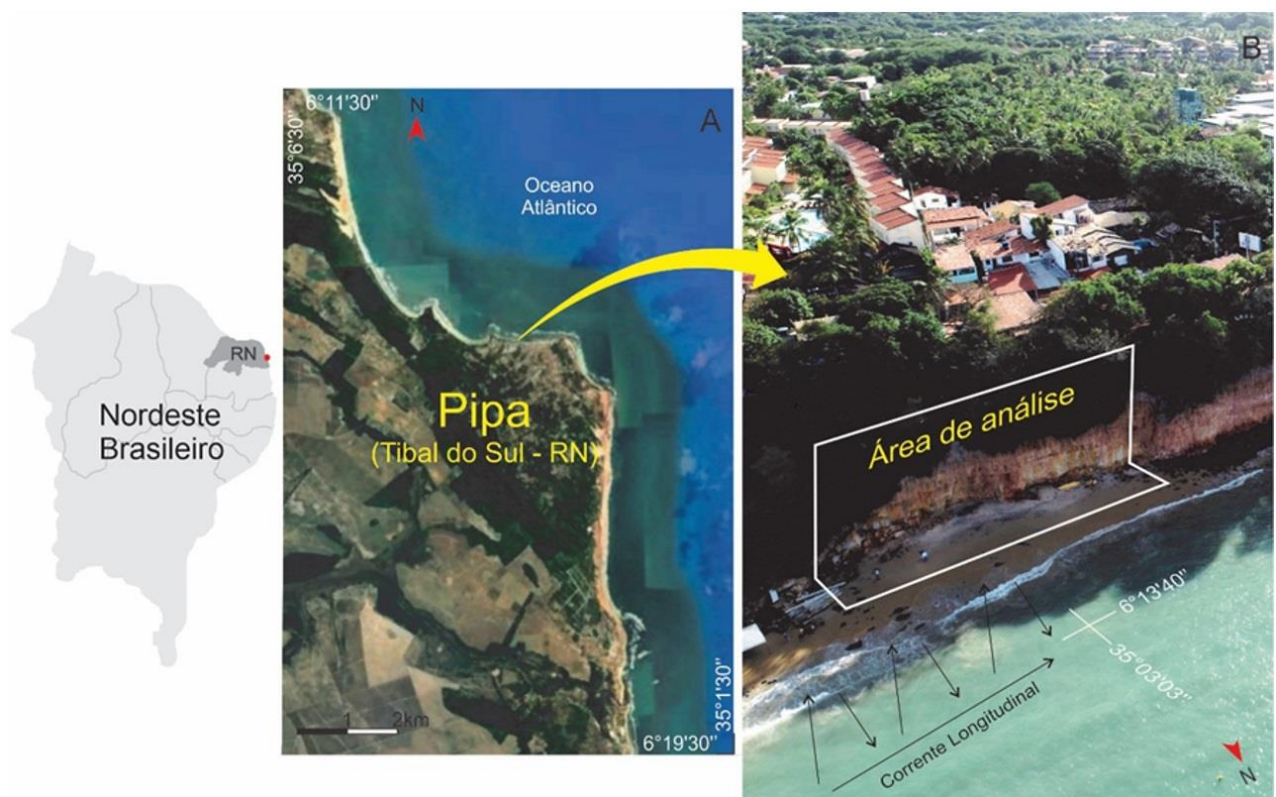 RN
Nordeste
Brasileiro
6°11'30"
35°6'30"
N
A
Oceano
Atlântico
Pipa
(Tibal do Sul - RN)
1 2km
35°1'30"
6°19'30"
B
Área de análise
6°13'40"
35°03'03"
Corrente Longitudinal
N